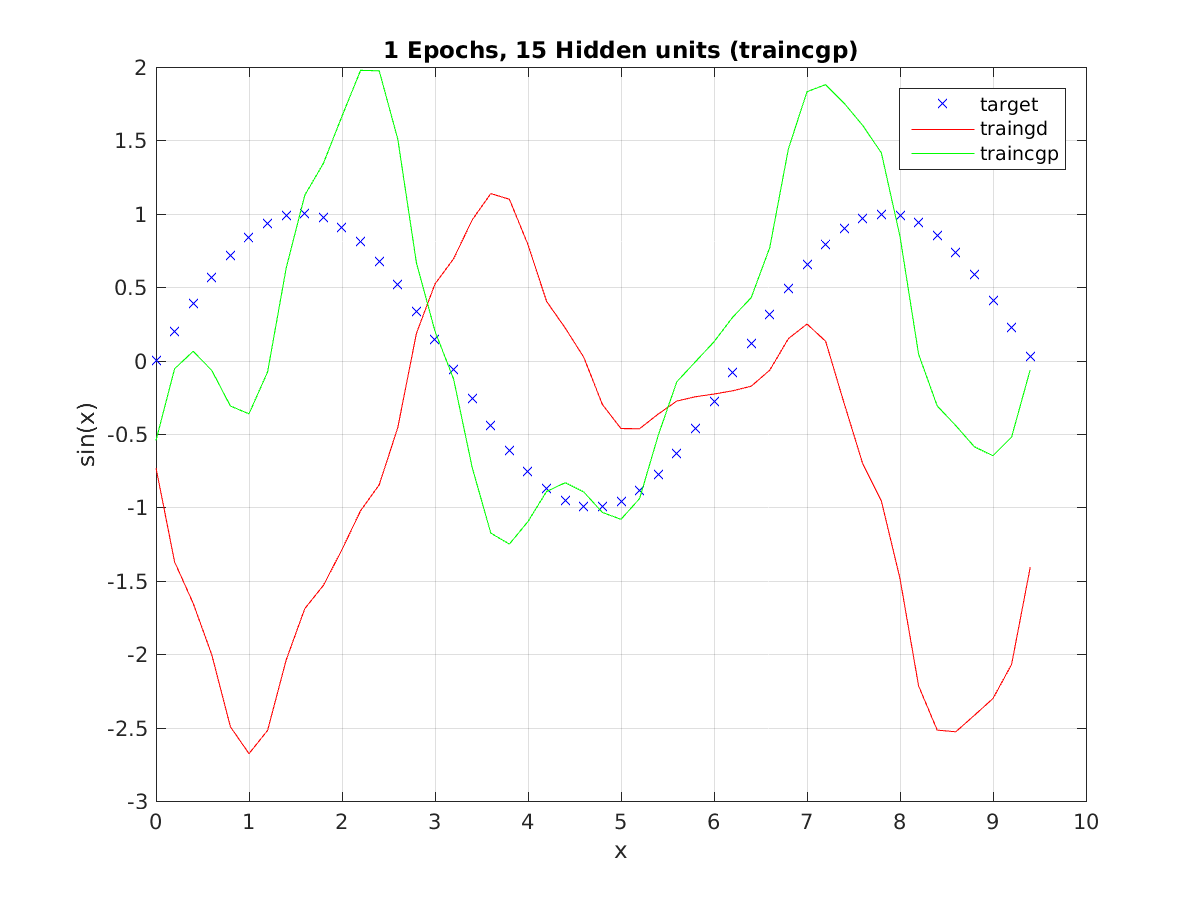 1 Epochs, 15 Hidden units (traincgp)
2
1.5
1
0.5
0
-0.5
-1
-1.5
-2
-2.5
-3
sin(x)
target
traingd
traincgp
0 1 2 3 4 5 6 7 8 9 10
x